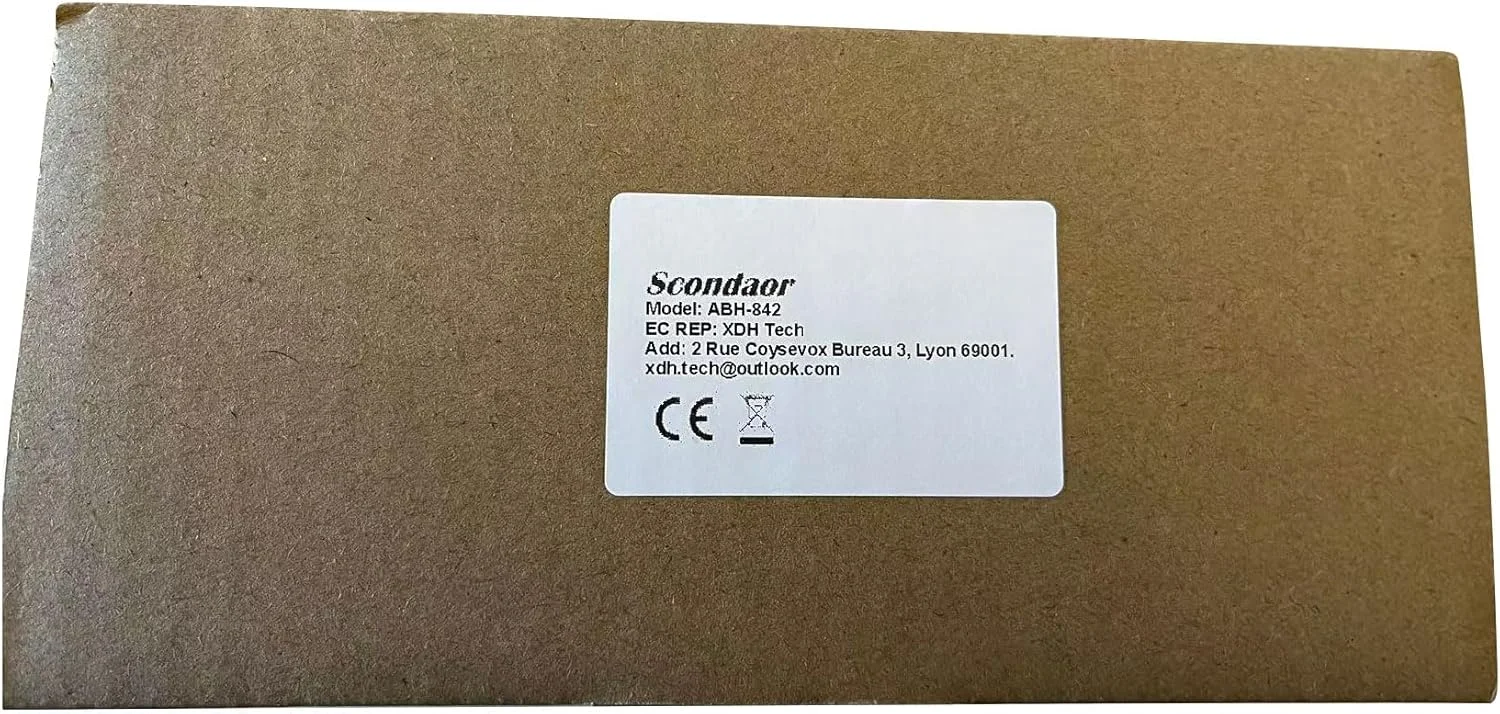 Scondaor
Model: ABH-842
EC REP: XDH Tech
Add: 2 Rue Coysevox Bureau 3, Lyon 69001.
xdh.tech@outlook.com
CE